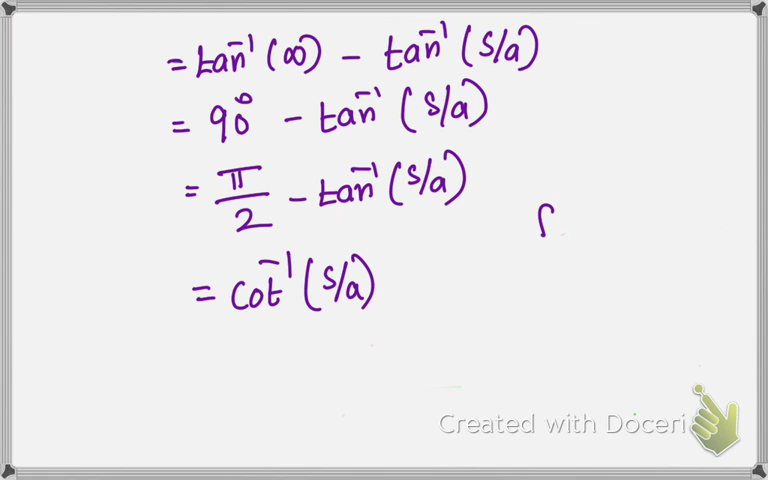 = tan⁻¹(∞) - tan⁻¹(s/a)
= 90° - tan⁻¹(s/a)
= π/2 - tan⁻¹(s/a)
= cot⁻¹(s/a)
Created with Doceri